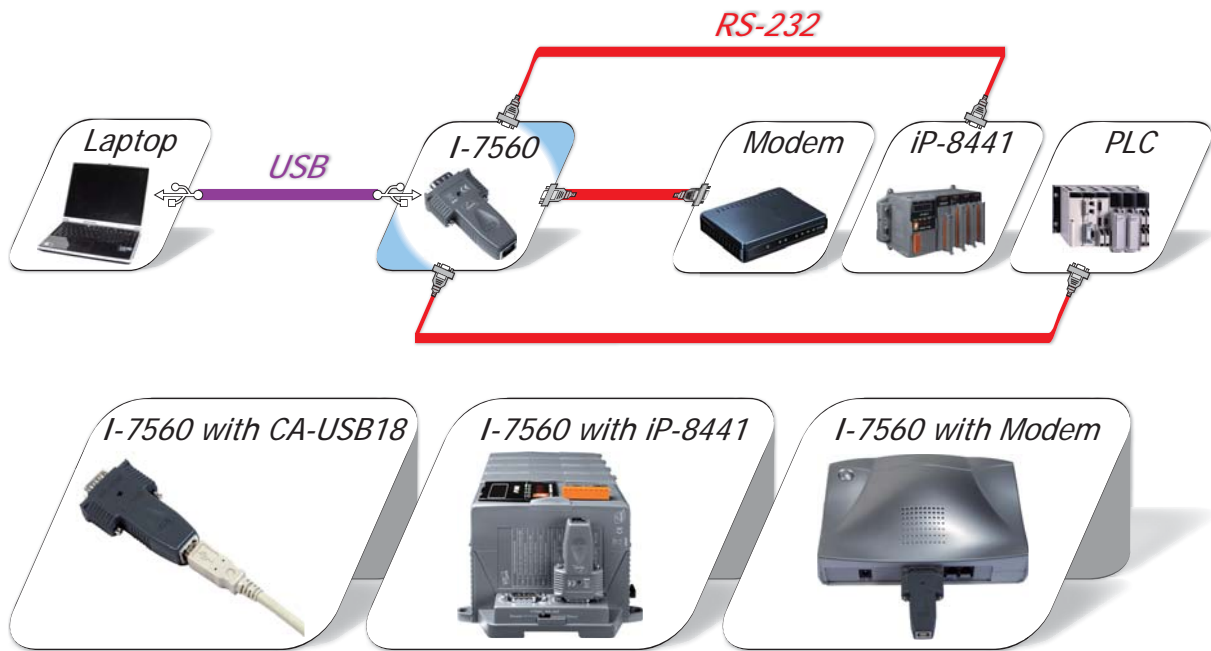 RS-232
Laptop
USB
I-7560
Modem
iP-8441
PLC
I-7560 with CA-USB18
I-7560 with iP-8441
I-7560 with Modem